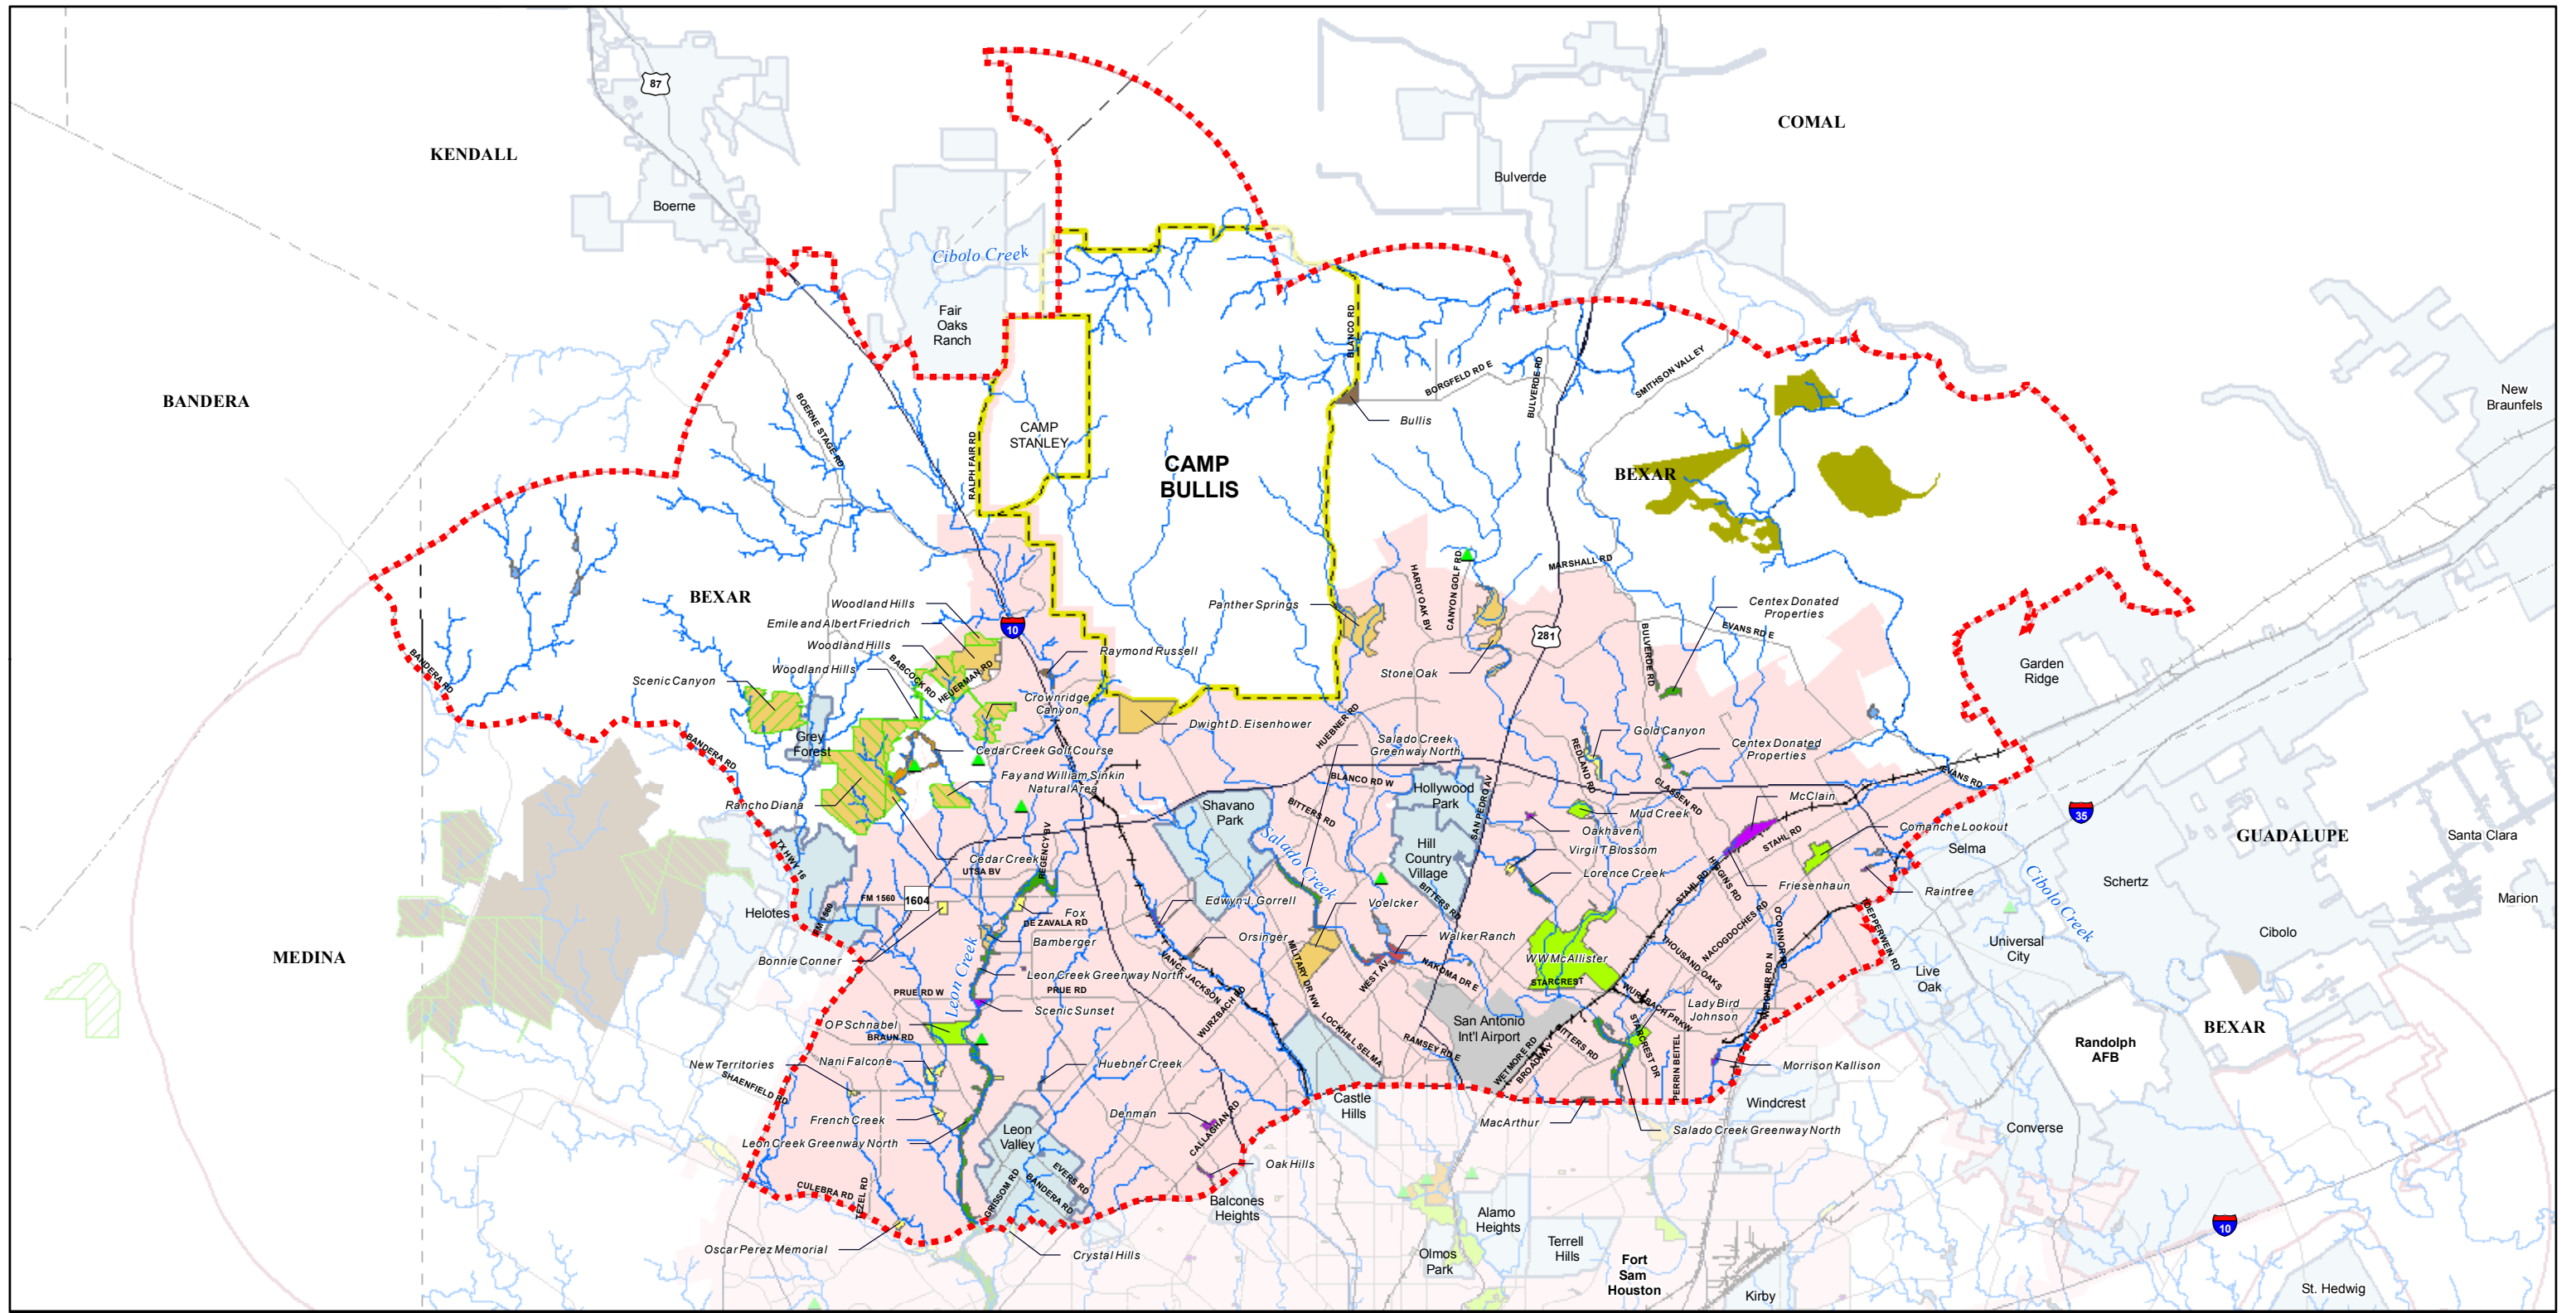 87
COMAL
KENDALL
Bulverde
Boerne
Cibolo Creek
Fair
Oaks
Ranch
BLANCO RD
BORGFELD RD E
BULVERDE RD
SMITHSON VALLEY
New
Braunfels
BANDERA
BOERNE STAGE RD
RALPH FAIR RD
CAMP
STANLEY
CAMP
BULLIS
Bullis
BEXAR
MARSHALL RD
HARDY OAK BV
CANYON GOLF RD
BEXAR
Woodland Hills
Emile and Albert Friedrich
Woodland Hills
Woodland Hills
10
Panther Springs
Centex Donated
Properties
EVANS RD E
281
BULVERDE RD
BANDERA RD
BABCOCK RD
HEUERMAN RD
Raymond Russell
Scenic Canyon
Stone Oak
Garden
Ridge
Crownridge
Canyon
Dwight D. Eisenhower
HUEBNER RD
Grey
Forest
BANDERA RD
Cedar Creek Golf Course
Salado Creek
Greenway North
Gold Canyon
REDLAND RD
Centex Donated
Properties
Fay and William Sinkin
Natural Area
BLANCO RD W
CLASSEN RD
EVANS RD
Rancho Diana
Shavano
Park
BITTERS RD
Hollywood
Park
SAN PEDRO AV
McClain
35
Mud Creek
Oakhaven
Comanche Lookout
STAHL RD
GUADALUPE
Santa Clara
TX HWY 16
REGENCY BV
Salado Creek
Hill
Country
Village
Virgil T Blossom
Selma
Cedar Creek
UTSA BV
Lorence Creek
HIGGINS RD
STAHL RD
Friesenhaun
Raintree
Schertz
Cibolo Creek
Marion
FM 1560
1604
Helotes
FM 1560
Edwyn J. Gorrell
Voelcker
BITTERS RD
Fox
DE ZAVALA RD
O'CONNOR RD
TOEPPERWEIN RD
Bamberger
Orsinger
Walker Ranch
NACOGDOCHES RD
THOUSAND OAKS
Universal
City
Cibolo
MEDINA
Bonnie Conner
Leon Creek
Leon Creek Greenway North
VANCE JACKSON
MILITARY DR NW
WEST AV
NAKOMA DR E
WW McAllister
STARCREST
Live
Oak
PRUE RD W
PRUE RD
WURZBACH RD
WURZBACH PRKW
WEIDNER RD N
Scenic Sunset
Lady Bird
Johnson
OP Schnabel
BRAUN RD
LOCKHILL SELMA
San Antonio
Int'l Airport
RAMSEY RD E
BITTERS RD
STARCREST DR
BEXAR
Randolph
AFB
WETMORE RD
BROADWAY
PERRIN BEITEL
New Territories
SHAENFIELD RD
Nani Falcone
Huebner Creek
Morrison Kallison
French Creek
Denman
CALLAGHAN RD
Castle
Hills
MacArthur
Windcrest
Leon Creek Greenway North
Leon
Valley
Salado Creek Greenway North
Converse
Oak Hills
EVERS RD
BANDERA RD
GRISSOM RD
CULEBRA RD
TEZEL RD
Balcones
Heights
Alamo
Heights
10
Oscar Perez Memorial
Crystal Hills
Olmos
Park
Terrell
Hills
Fort
Sam
Houston
Kirby
St. Hedwig